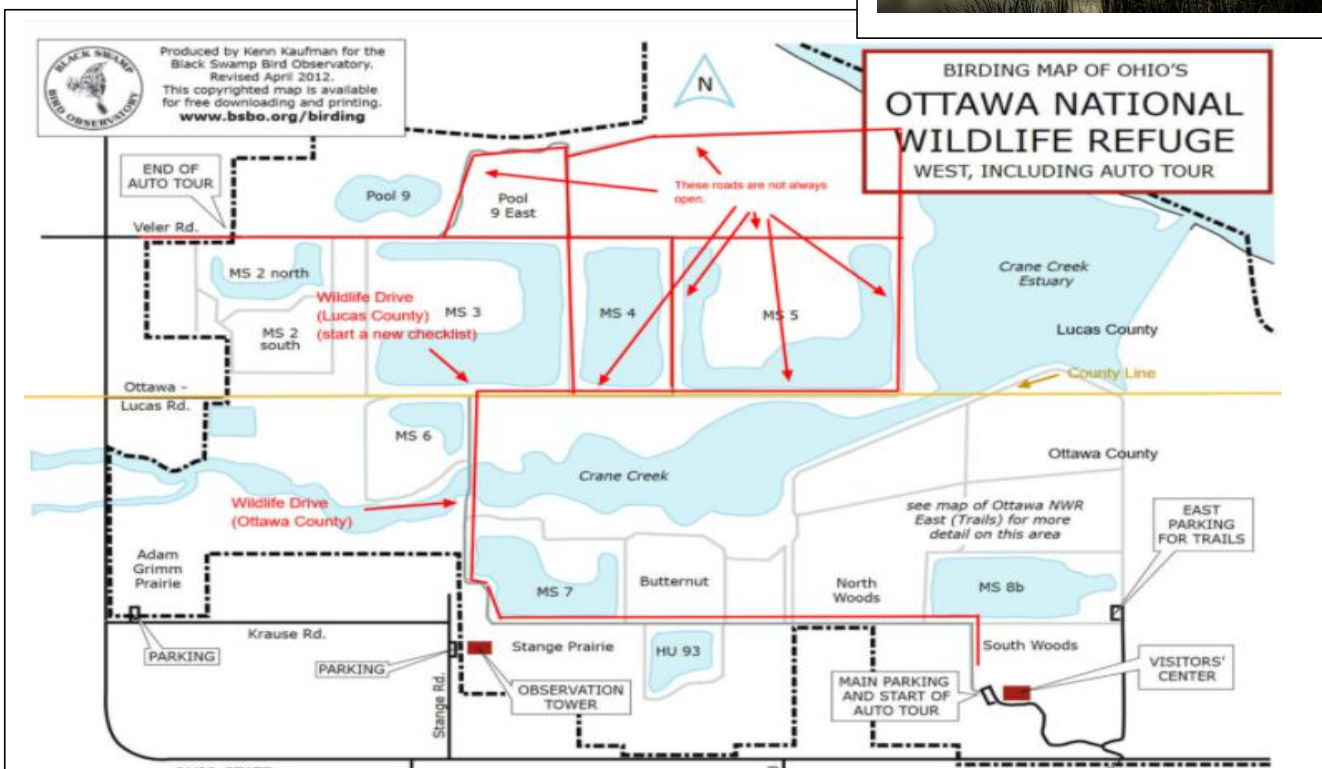 BLACK SWAMP
BIRD OBSERVATORY
Produced by Kenn Kaufman for the
Black Swamp Bird Observatory.
Revised April 2012.
This copyrighted map is available
for free downloading and printing.
www.bsbo.org/birding
N
BIRDING MAP OF OHIO'S
OTTAWA NATIONAL
WILDLIFE REFUGE
WEST, INCLUDING AUTO TOUR
END OF
AUTO TOUR
Pool 9
Pool
9 East
These roads are not always
open.
Veler Rd.
MS 2 north
MS 2
south
Wildlife Drive
(Lucas County)
(start a new checklist)
MS 3
MS 4
MS 5
Crane Creek
Estuary
Lucas County
County Line
Ottawa -
Lucas Rd.
MS 6
Crane Creek
Ottawa County
Wildlife Drive
(Ottawa County)
see map of Ottawa NWR
East (Trails) for more
detail on this area
EAST
PARKING
FOR TRAILS
Adam
Grimm
Prairie
MS 7
Butternut
North
Woods
MS 8b
Krause Rd.
PARKING
PARKING
Stange Prairie
HU 93
South Woods
Stange Rd.
OBSERVATION
TOWER
MAIN PARKING
AND START OF
AUTO TOUR
VISITORS'
CENTER